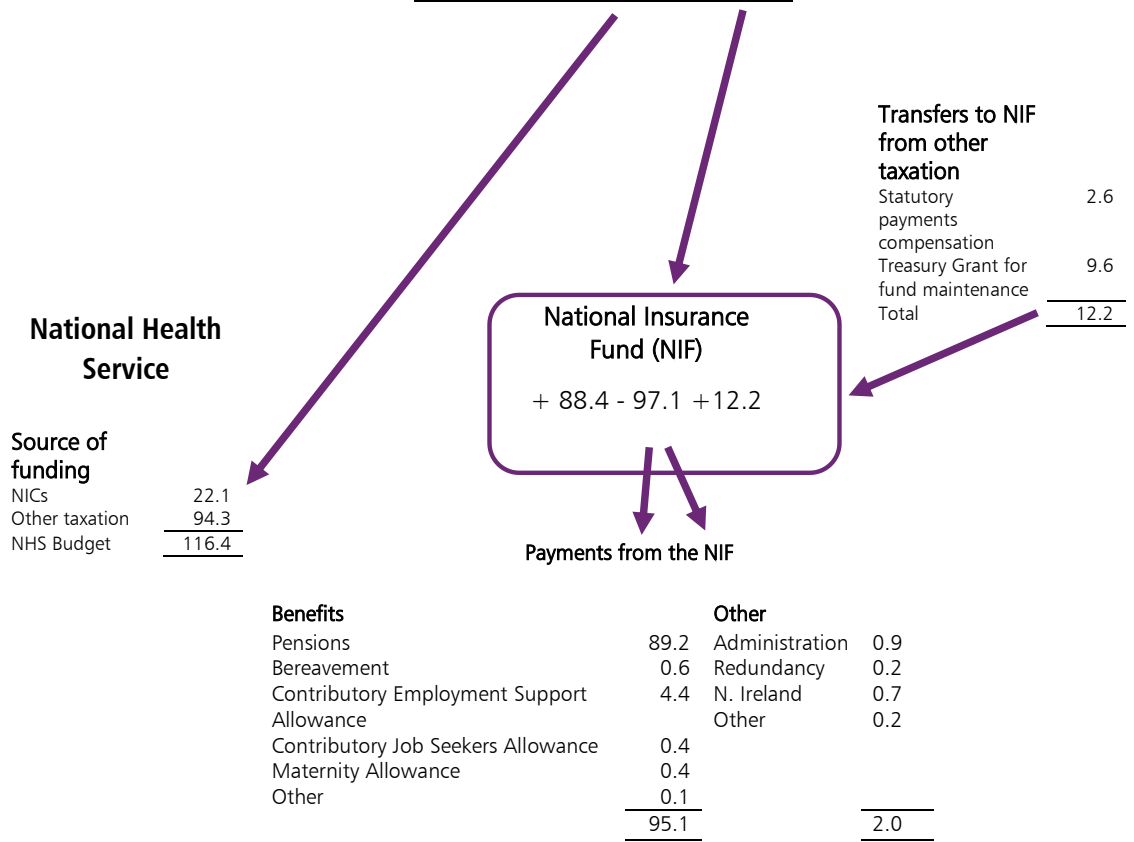 Transfers to NIF
from other
taxation
Statutory 2.6
payments
compensation
Treasury Grant for 9.6
fund maintenance
Total 12.2
National Insurance
Fund (NIF)
+ 88.4 - 97.1 +12.2
National Health
Service
Source of
funding
NICs 22.1
Other taxation 94.3
NHS Budget 116.4
Payments from the NIF
Benefits
Pensions 89.2
Bereavement 0.6
Contributory Employment Support 4.4
Allowance
Contributory Job Seekers Allowance 0.4
Maternity Allowance 0.4
Other 0.1
95.1
Other
Administration 0.9
Redundancy 0.2
N. Ireland 0.7
Other 0.2
2.0